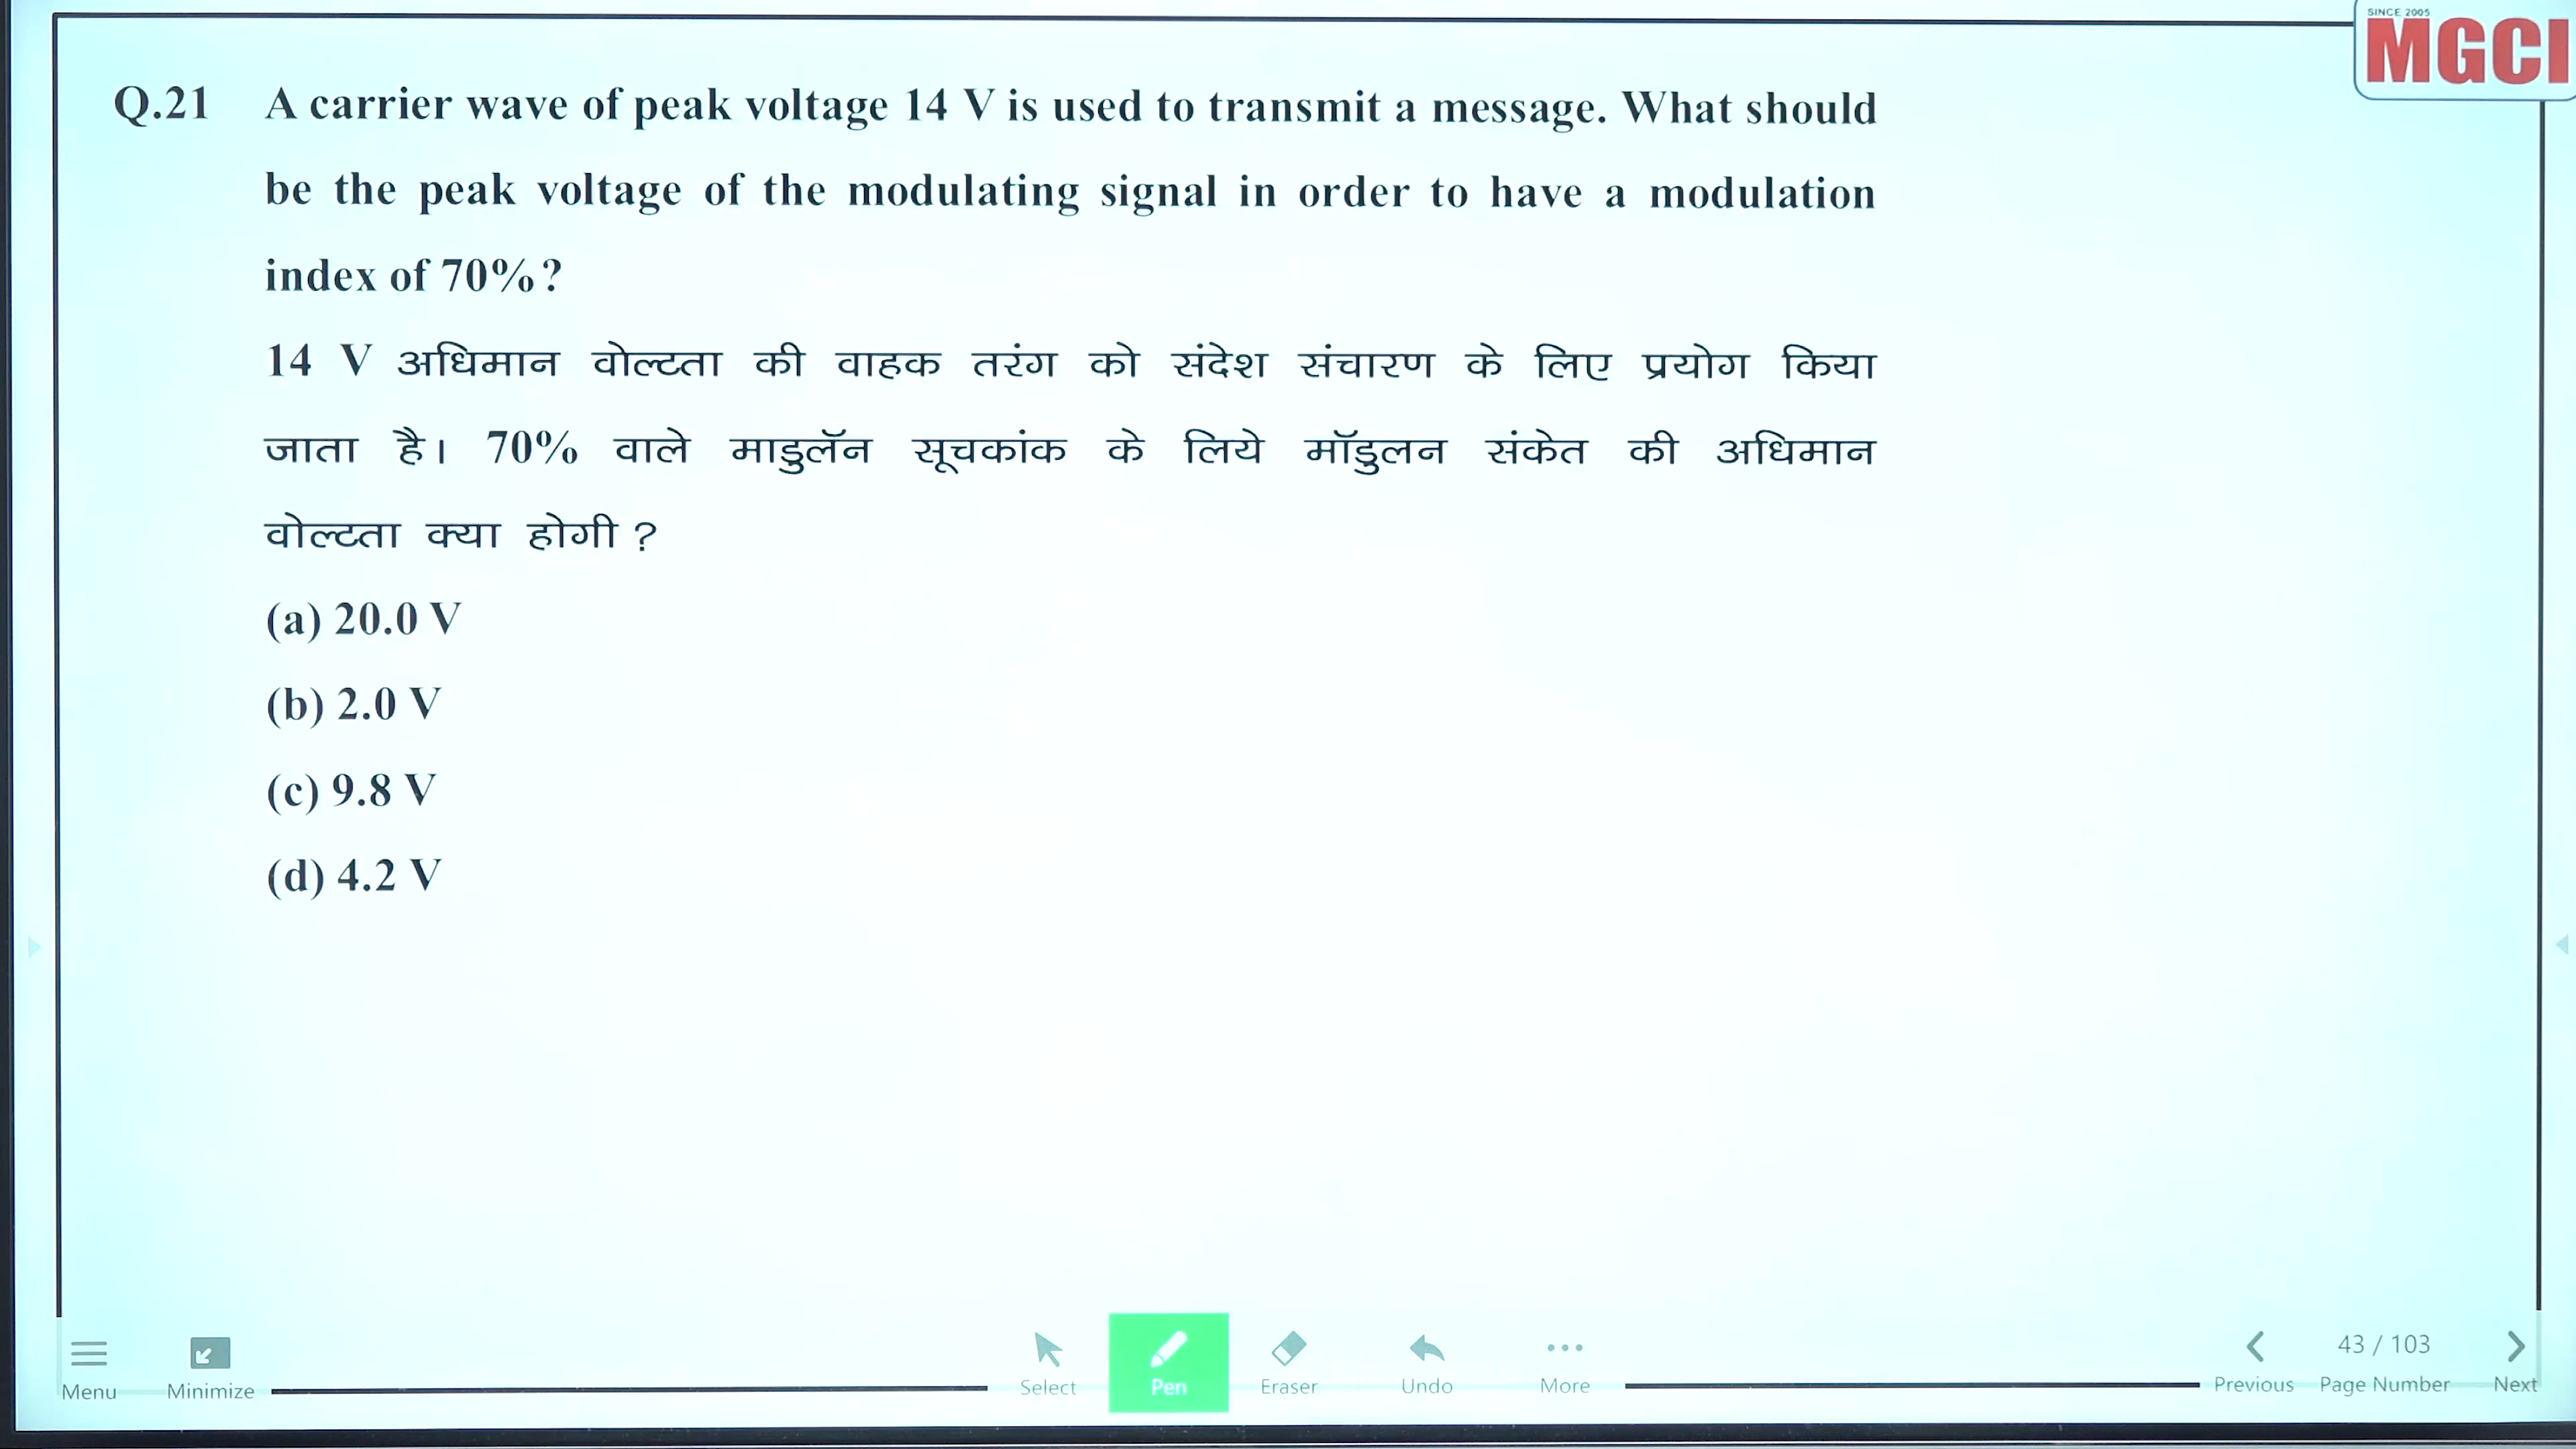 SINCE 2005
MGCI
Q.21 A carrier wave of peak voltage 14 V is used to transmit a message. What should
be the peak voltage of the modulating signal in order to have a modulation
index of 70%?
14 V अधिमान वोल्टता की वाहक तरंग को संदेश संचारण के लिए प्रयोग किया
जाता है। 70% वाले माडुलॅन सूचकांक के लिये मॉडुलन संकेत की अधिमान
वोल्टता क्या होगी ?
(a) 20.0 V
(b) 2.0 V
(c) 9.8 V
(d) 4.2 V
Menu Minimize Select Pen Eraser Undo More Previous 43 / 103 Page Number Next